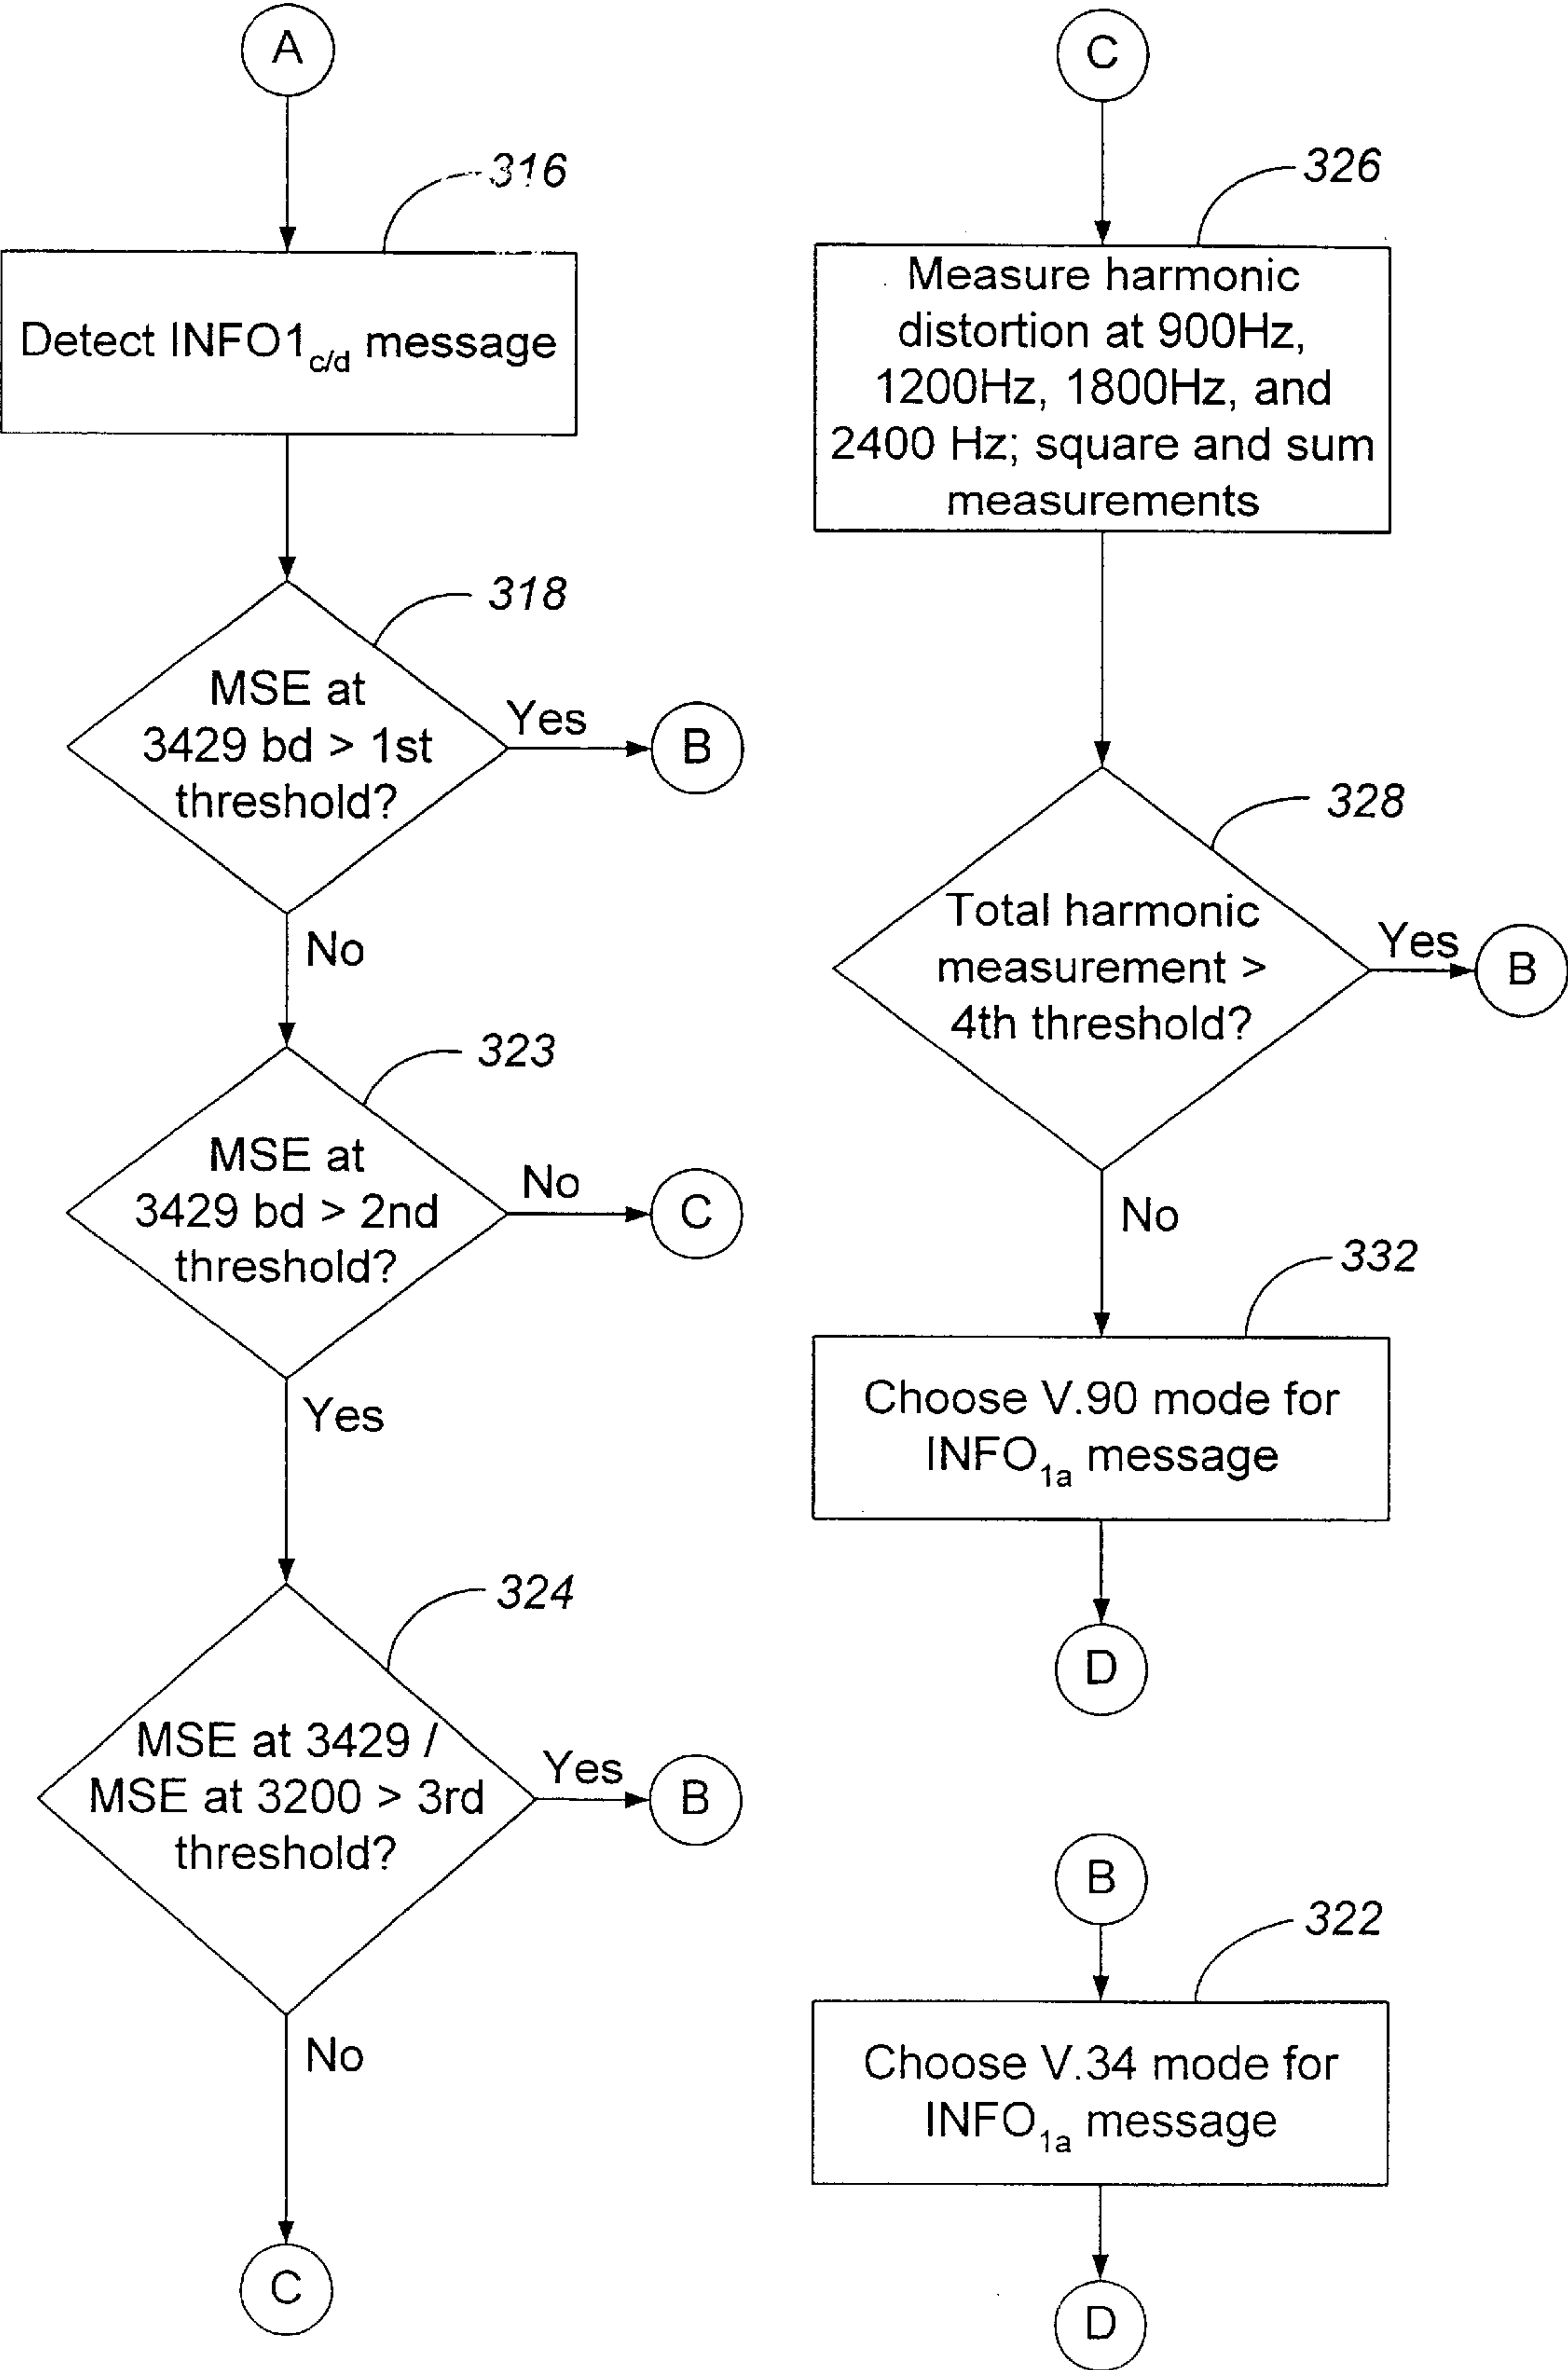 A
316
Detect INFO1c/d message
318
MSE at
3429 bd > 1st
threshold?
Yes
B
No
323
MSE at
3429 bd > 2nd
threshold?
No
C
Yes
324
MSE at 3429 /
MSE at 3200 > 3rd
threshold?
Yes
B
No
C
C
326
Measure harmonic
distortion at 900Hz,
1200Hz, 1800Hz, and
2400 Hz; square and sum
measurements
328
Total harmonic
measurement >
4th threshold?
Yes
B
No
332
Choose V.90 mode for
INFO1a message
D
B
322
Choose V.34 mode for
INFO1a message
D